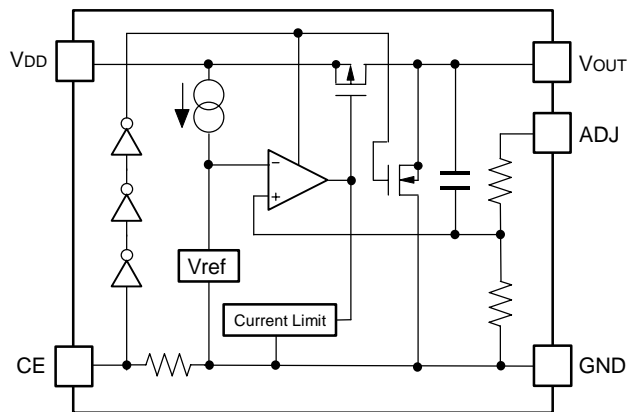 VDD
VOUT
ADJ
−
+
Vref
Current Limit
CE
GND